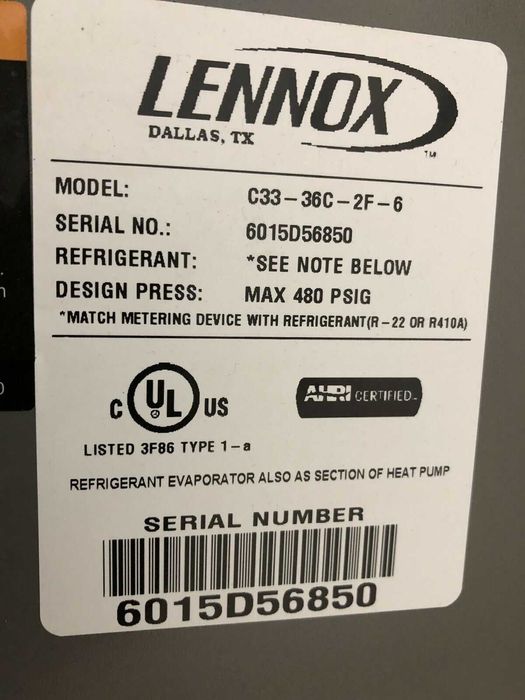 LENNOX
DALLAS, TX
TM
MODEL: C33-36C-2F-6
SERIAL NO.: 6015D56850
REFRIGERANT: *SEE NOTE BELOW
DESIGN PRESS: MAX 480 PSIG
*MATCH METERING DEVICE WITH REFRIGERANT(R-22 OR R410A)
C UL US
AHRI CERTIFIED™
LISTED 3F86 TYPE 1-a
REFRIGERANT EVAPORATOR ALSO AS SECTION OF HEAT PUMP
SERIAL NUMBER
6015D56850